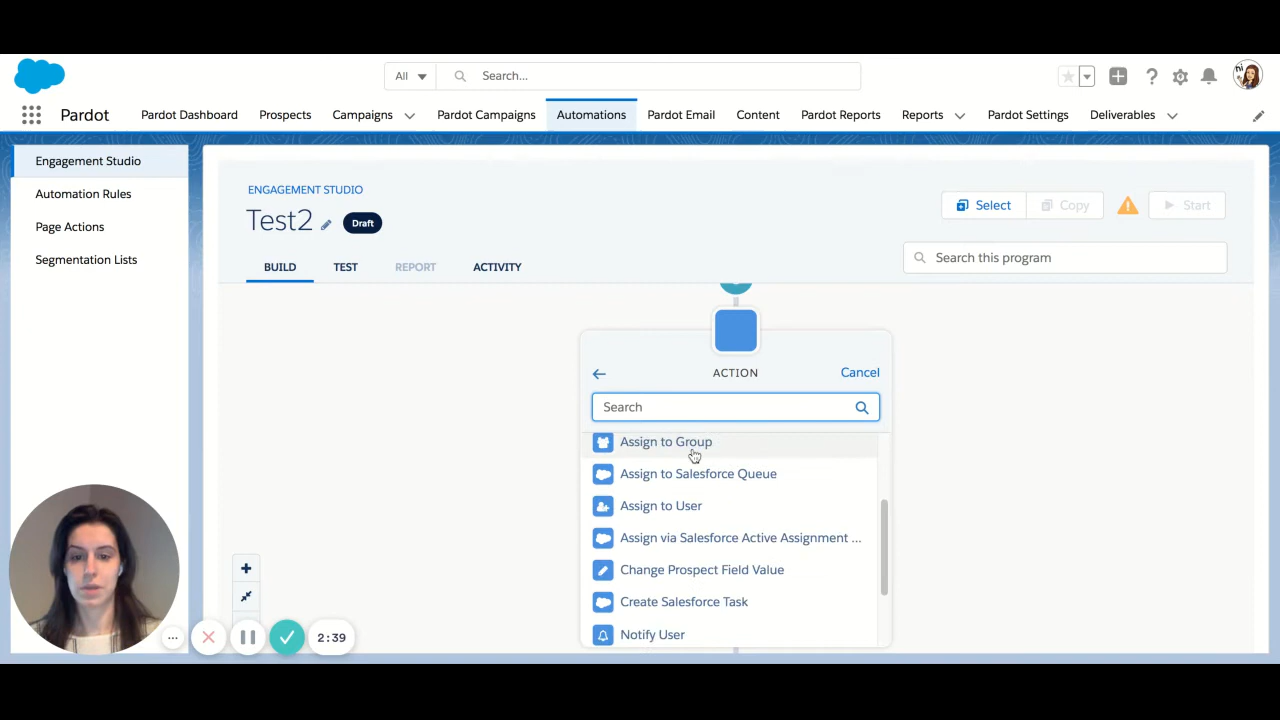 All
Search...
Pardot
Pardot Dashboard
Prospects
Campaigns
Pardot Campaigns
Automations
Pardot Email
Content
Pardot Reports
Reports
Pardot Settings
Deliverables
Engagement Studio
Automation Rules
Page Actions
Segmentation Lists
ENGAGEMENT STUDIO
Test2
Draft
Select
Copy
Start
BUILD
TEST
REPORT
ACTIVITY
Search this program
ACTION
Cancel
Search
Assign to Group
Assign to Salesforce Queue
Assign to User
Assign via Salesforce Active Assignment ...
Change Prospect Field Value
Create Salesforce Task
Notify User
2:39
hi